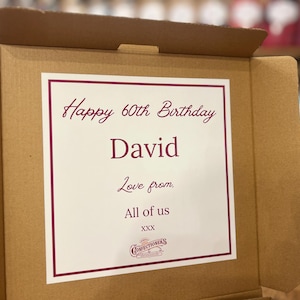 Happy 60th Birthday
David
Love from,
All of us
xxx